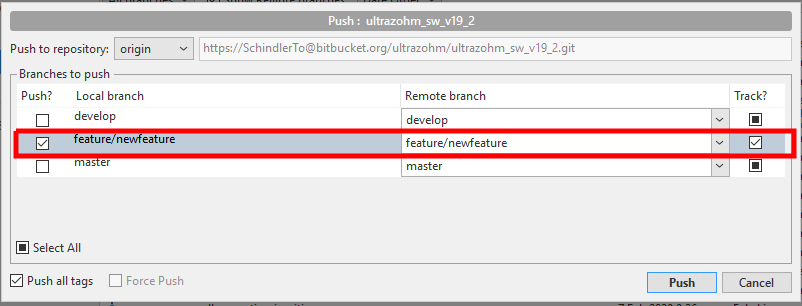 Push : ultrazohm_sw_v19_2
Push to repository: origin https://SchindlerTo@bitbucket.org/ultrazohm/ultrazohm_sw_v19_2.git
Branches to push
Push? Local branch Remote branch Track?
develop develop
feature/newfeature feature/newfeature
master master
Select All
Push all tags Force Push Push Cancel